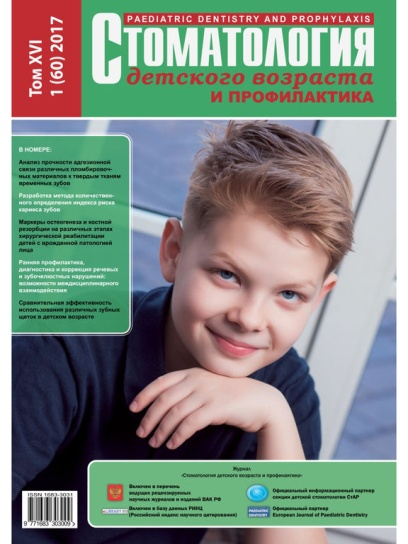 PAEDIATRIC DENTISTRY AND PROPHYLAXIS
Том XVI
1 (60) 2017
СТОМАТОЛОГИЯ
детского возраста
И ПРОФИЛАКТИКА
В НОМЕРЕ:
Анализ прочности адгезионной
связи различных пломбировоч-
ных материалов к твердым тканям
временных зубов
Разработка метода количествен-
ного определения индекса риска
кариеса зубов
Маркеры остеогенеза и костной
резорбции на различных этапах
хирургической реабилитации
детей с врожденной патологией
лица
Ранняя профилактика,
диагностика и коррекция речевых
и зубочелюстных нарушений:
возможности междисциплинарного
взаимодействия
Сравнительная эффективность
использования различных зубных
щеток в детском возрасте
Журнал
«Стоматология детского возраста и профилактика»
Включен в перечень
ведущих рецензируемых
научных журналов и изданий ВАК РФ
Официальный информационный партнер
секции детской стоматологии СтАР
Включен в базу данных РИНЦ
(Российский индекс научного цитирования)
Официальный партнер
European Journal of Paediatric Dentistry
ISSN 1683-3031
9 771683 303009